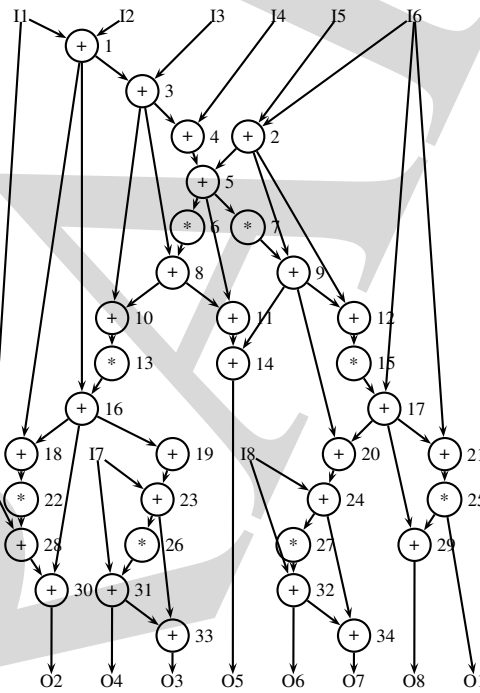 I1 I2 I3 I4 I5 I6
+ 1
+ 3
+ 4 + 2
+ 5
* 6 * 7
+ 8 + 9
+ 10 + 11 + 12
* 13 + 14 * 15
+ 16 + 17
+ 18 I7 + 19 I8 + 20 + 21
* 22 + 23 + 24 * 25
+ 28 * 26 * 27 + 29
+ 30 + 31 + 32
+ 33 + 34
O2 O4 O3 O5 O6 O7 O8